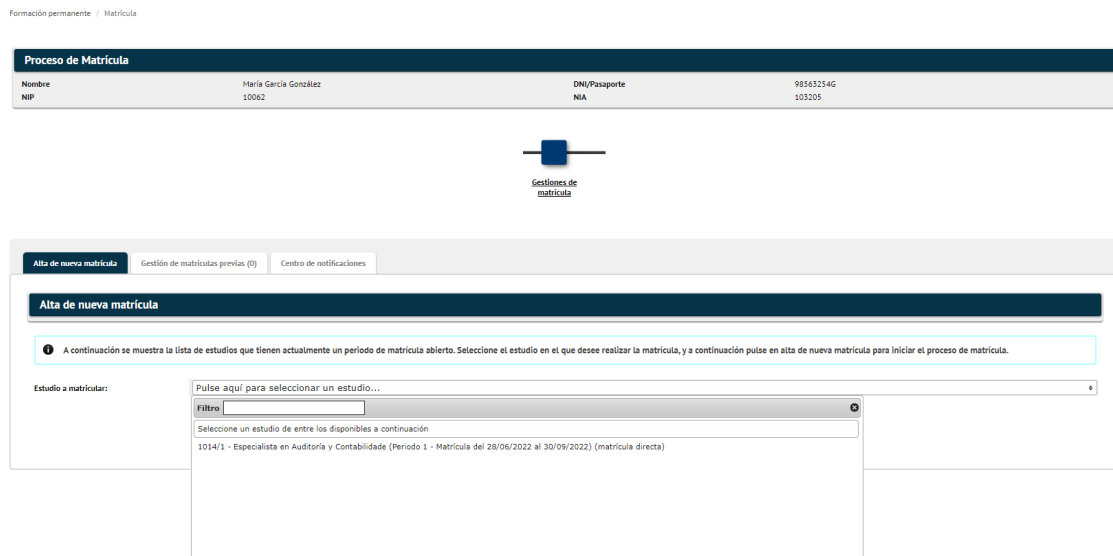 Formación permanente / Matrícula
Proceso de Matrícula
Nombre María García González DNI/Pasaporte 98563254G
NIP 10062 NIA 103205
Gestiones de
matrícula
Alta de nueva matrícula Gestión de matrículas previas (0) Centro de notificaciones
Alta de nueva matrícula
A continuación se muestra la lista de estudios que tienen actualmente un periodo de matrícula abierto. Seleccione el estudio en el que desee realizar la matrícula, y a continuación pulse en alta de nueva matrícula para iniciar el proceso de matrícula.
Estudio a matricular: Pulse aquí para seleccionar un estudio...
Filtro
Seleccione un estudio de entre los disponibles a continuación
1014/1 - Especialista en Auditoría y Contabilidade (Periodo 1 - Matrícula del 28/06/2022 al 30/09/2022) (matrícula directa)